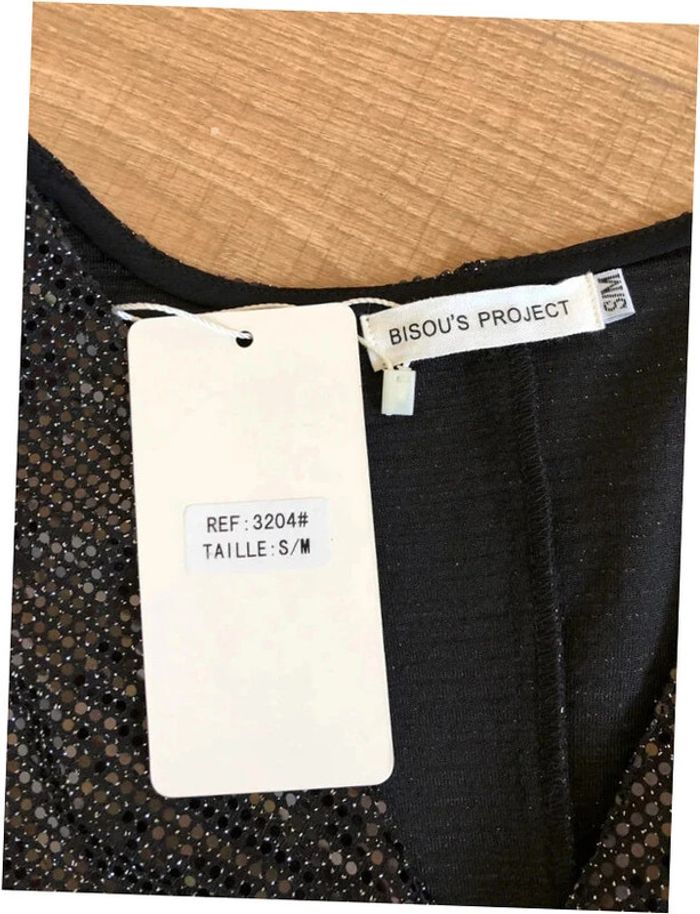 BISOU'S PROJECT
S/M
REF:3204#
TAILLE:S/M